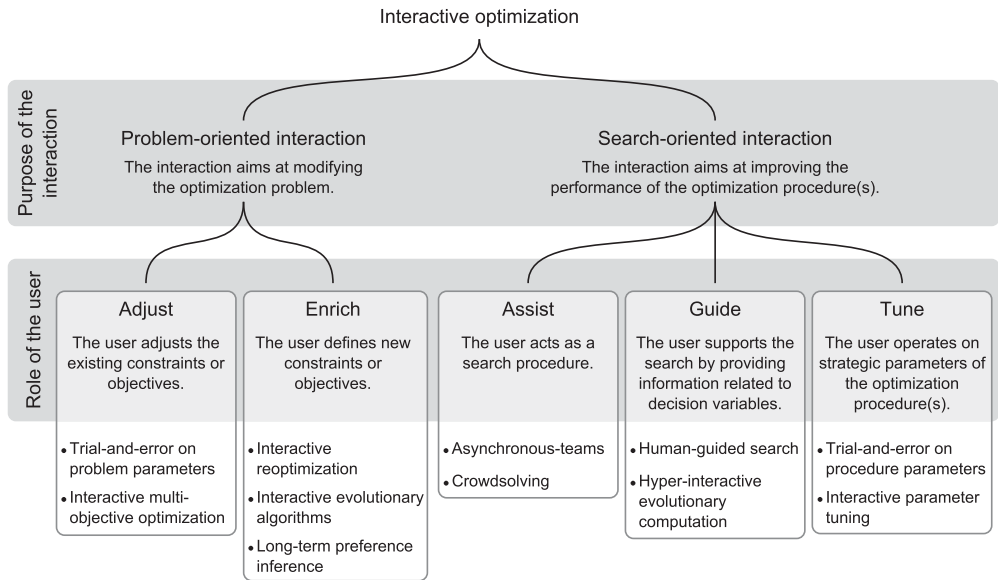 Interactive optimization
Purpose of the
interaction
Problem-oriented interaction
The interaction aims at modifying
the optimization problem.
Search-oriented interaction
The interaction aims at improving the
performance of the optimization procedure(s).
Role of the user
Adjust
The user adjusts the
existing constraints or
objectives.
• Trial-and-error on
problem parameters
• Interactive multi-
objective optimization
Enrich
The user defines new
constraints or
objectives.
• Interactive
reoptimization
• Interactive evolutionary
algorithms
• Long-term preference
inference
Assist
The user acts as a
search procedure.
• Asynchronous-teams
• Crowdsolving
Guide
The user supports the
search by providing
information related to
decision variables.
• Human-guided search
• Hyper-interactive
evolutionary
computation
Tune
The user operates on
strategic parameters of
the optimization
procedure(s).
• Trial-and-error on
procedure parameters
• Interactive parameter
tuning